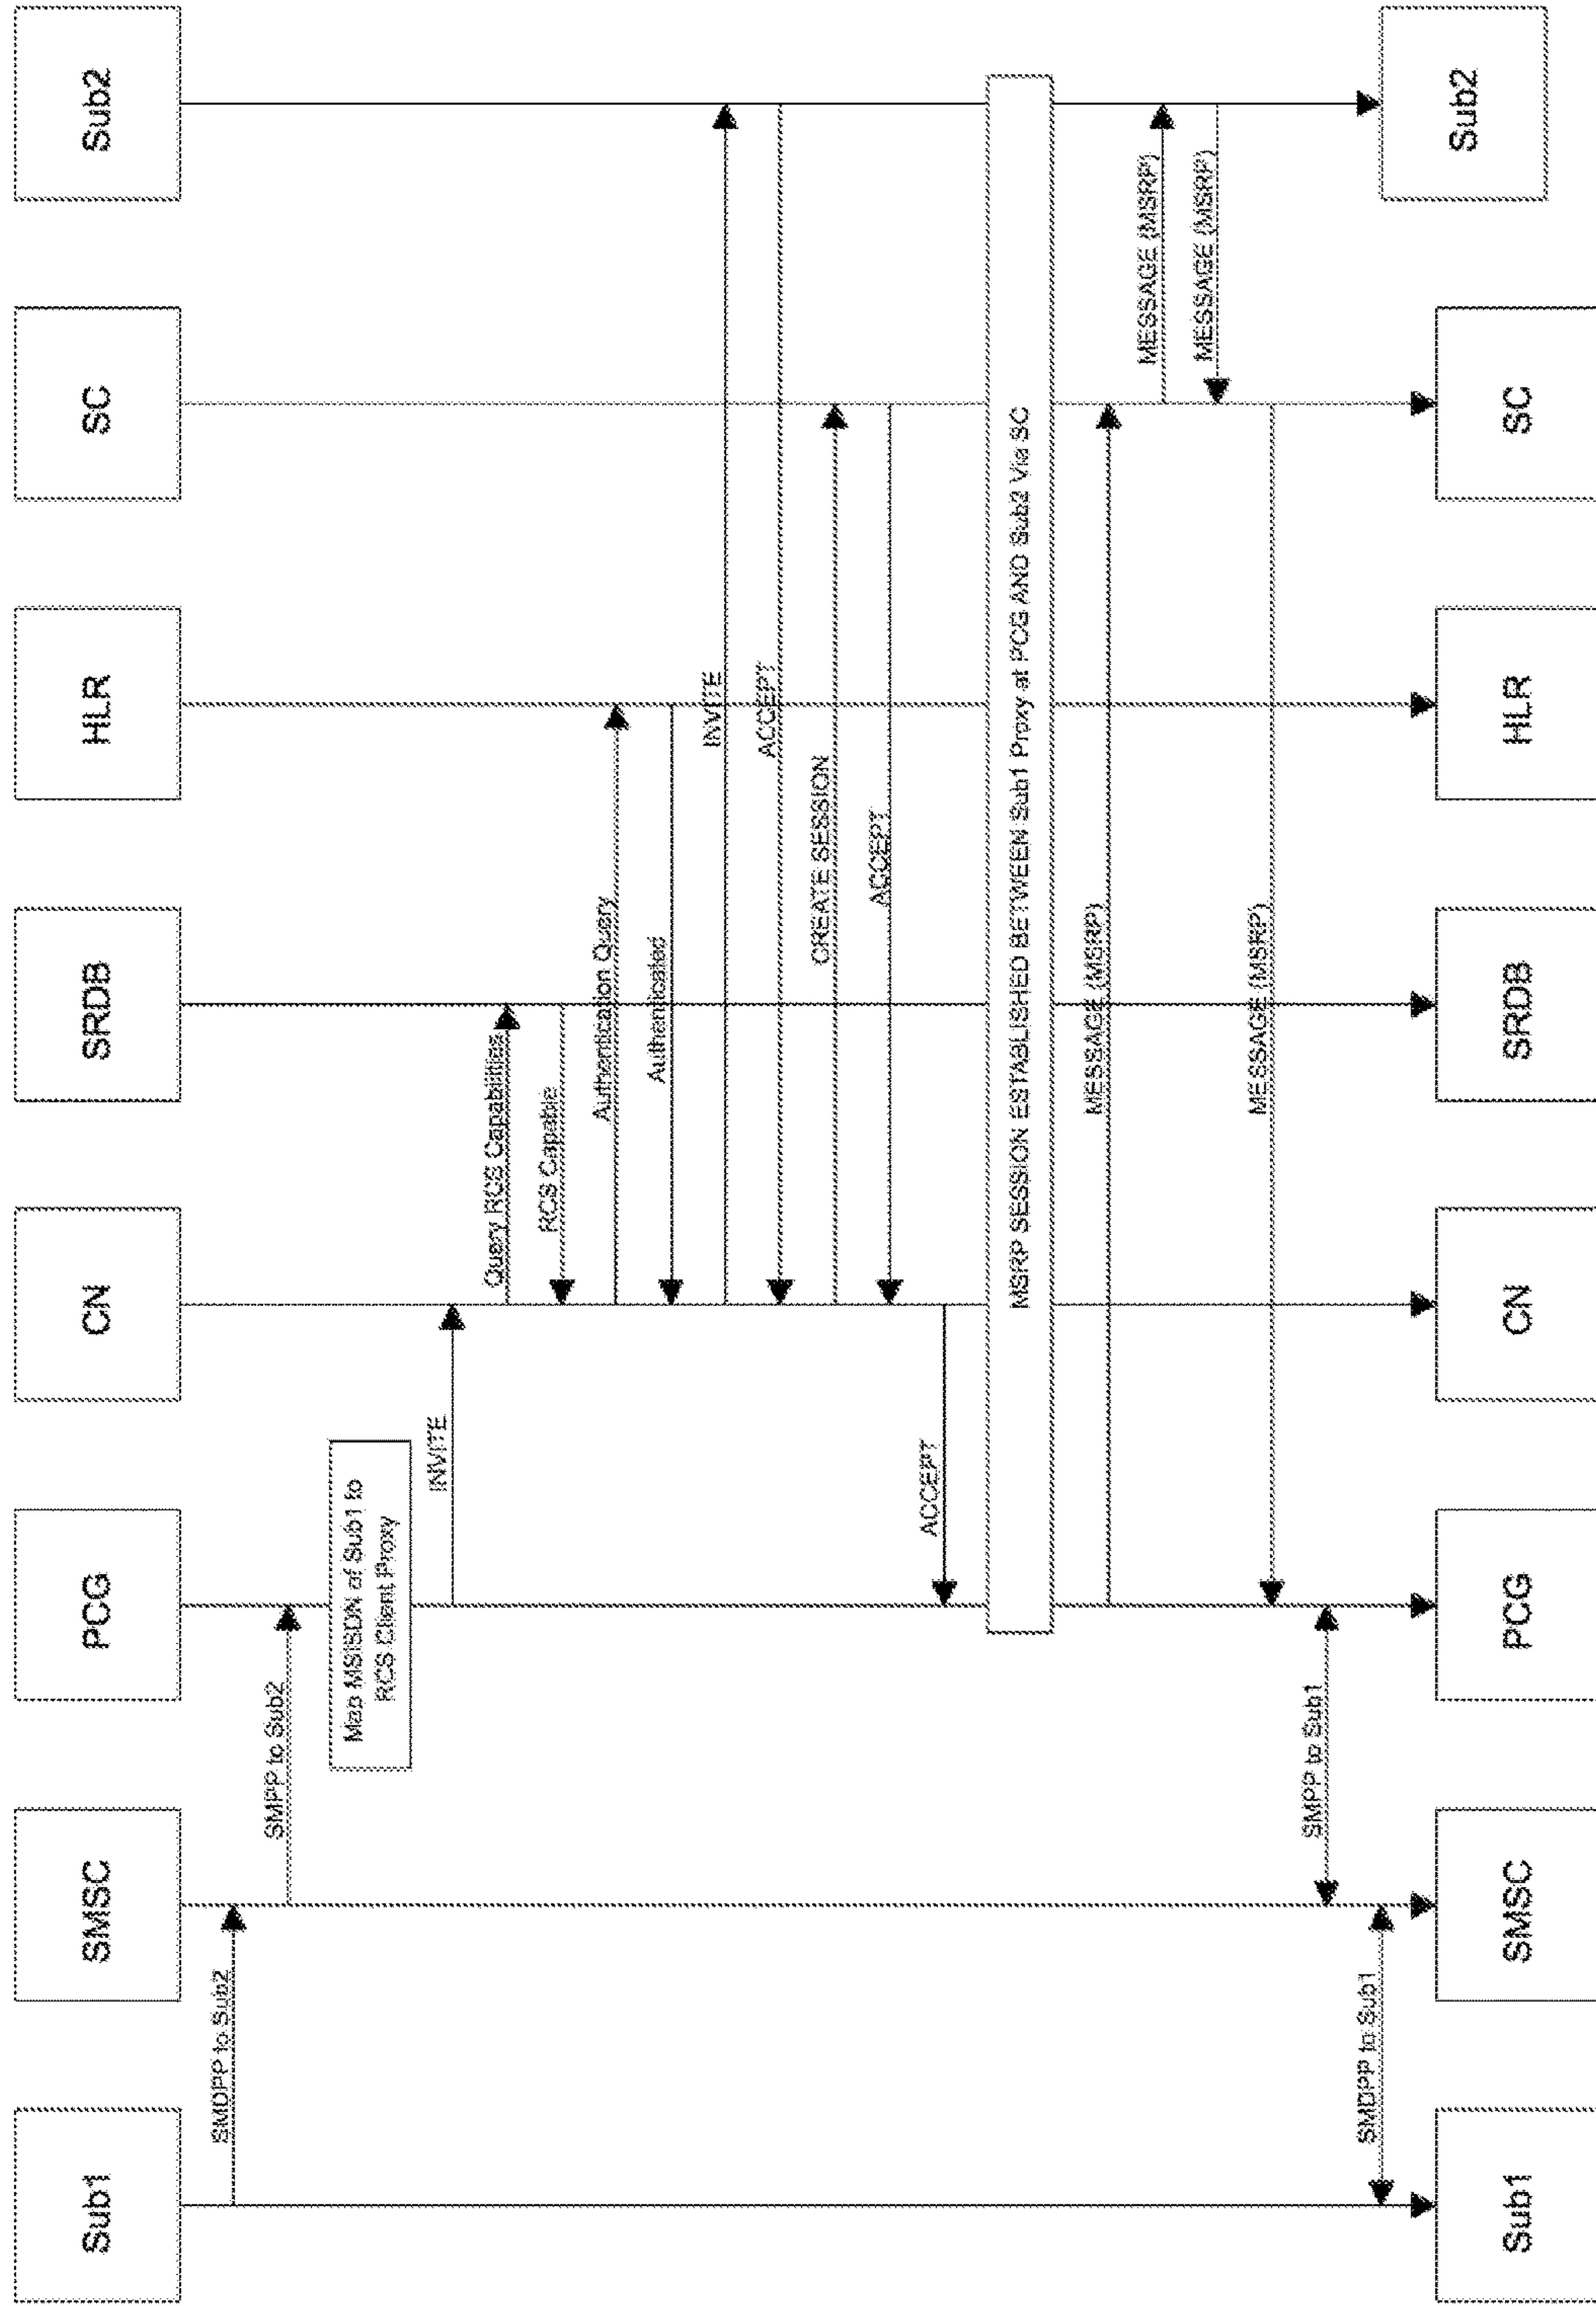 Sub1
SMSC
PCG
CN
SRDB
HLR
SC
Sub2
SMDPP to Sub2
SMPP to Sub2
Map MSISDN of Sub1 to
RCS Client Proxy
INVITE
Query RCS Capabilities
RCS Capable
Authentication Query
Authenticated
INVITE
ACCEPT
CREATE SESSION
ACCEPT
ACCEPT
MSRP SESSION ESTABLISHED BETWEEN Sub1 Proxy at PCG AND Sub2 Via SC
MESSAGE (MSRP)
MESSAGE (MSRP)
MESSAGE (MSRP)
MESSAGE (MSRP)
SMPP to Sub1
SMDPP to Sub1
Sub1
SMSC
PCG
CN
SRDB
HLR
SC
Sub2